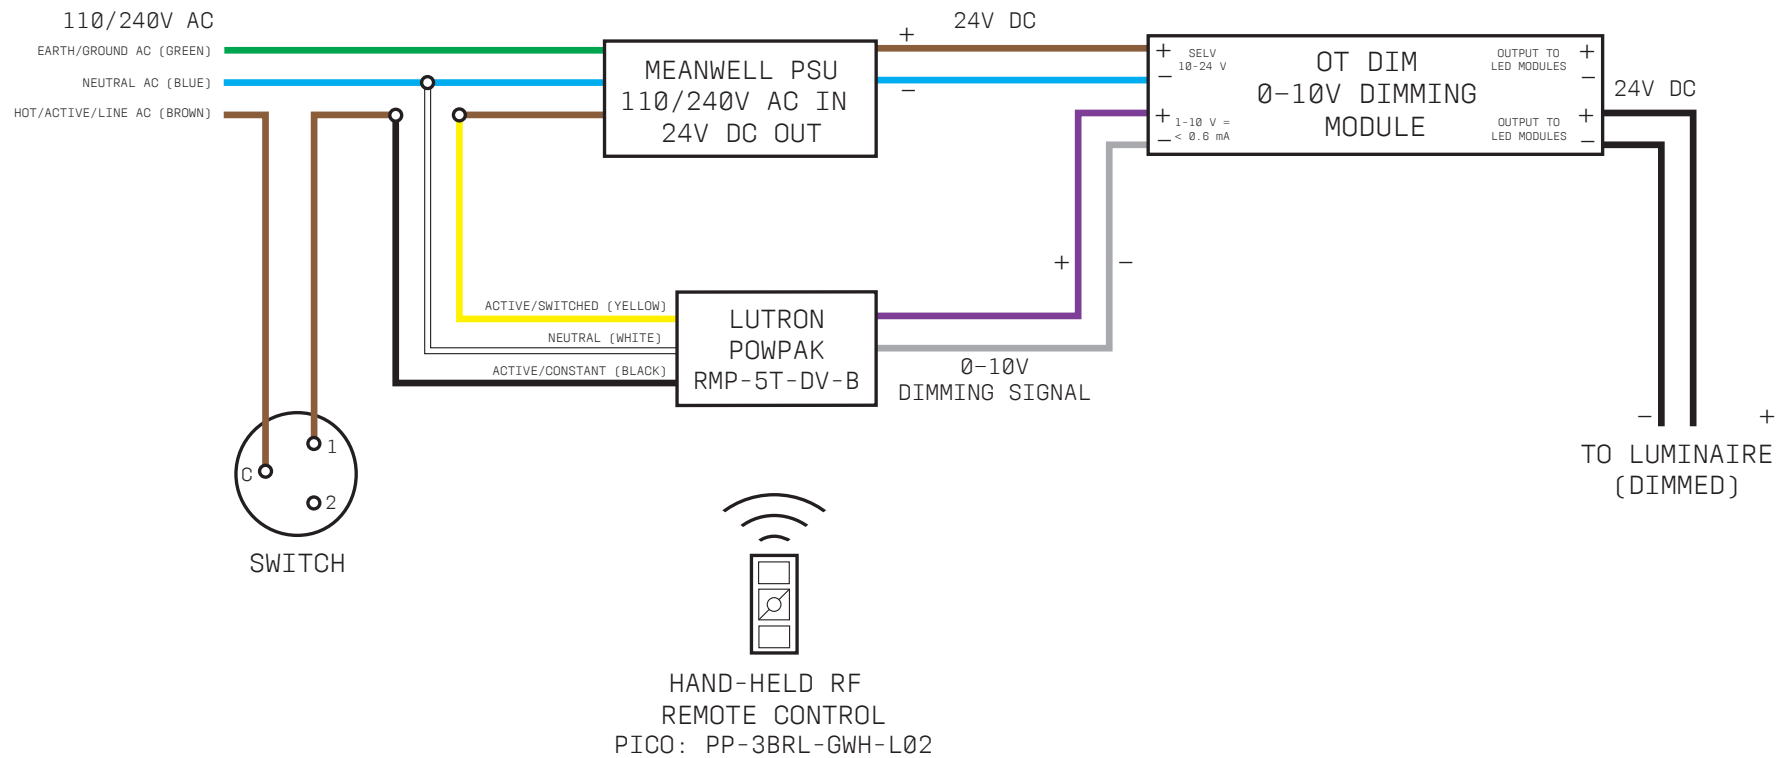 110/240V AC
EARTH/GROUND AC (GREEN)
NEUTRAL AC (BLUE)
HOT/ACTIVE/LINE AC (BROWN)
MEANWELL PSU
110/240V AC IN
24V DC OUT
+
24V DC
−
+ SELV
− 10-24 V
+ 1-10 V =
− < 0.6 mA
OT DIM
0-10V DIMMING
MODULE
OUTPUT TO +
LED MODULES −
OUTPUT TO +
LED MODULES −
24V DC
+ −
ACTIVE/SWITCHED (YELLOW)
NEUTRAL (WHITE)
ACTIVE/CONSTANT (BLACK)
LUTRON
POWPAK
RMP-5T-DV-B
0-10V
DIMMING SIGNAL
− +
TO LUMINAIRE
(DIMMED)
1
C
2
SWITCH
HAND-HELD RF
REMOTE CONTROL
PICO: PP-3BRL-GWH-L02